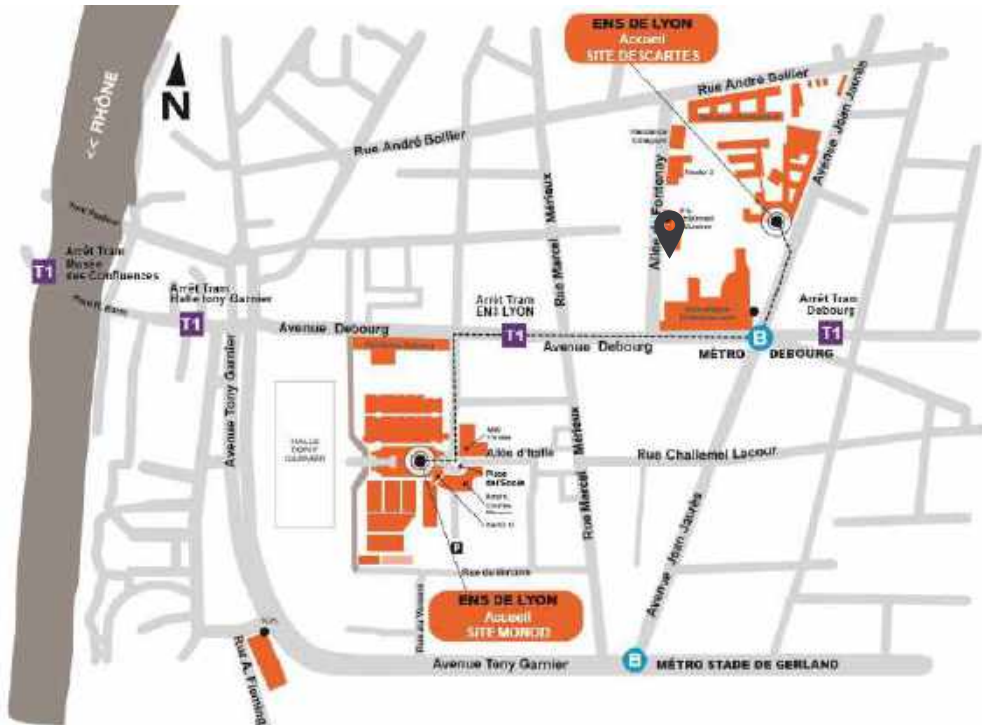 ENS DE LYON
Accueil
SITE DESCARTES
<< RHÔNE
N
Rue André Bollier
Rue André Bollier
Avenue Jean Jaurès
Allée de Fontenay
Rue Marcel Mérieux
T1
Arrêt Tram
Musée
des Confluences
Arrêt Tram
Halle Tony Garnier
T1
Arrêt Tram
ENS LYON
T1
Arrêt Tram
Debourg
T1
Avenue Debourg
Avenue Debourg
B
MÉTRO DEBOURG
Avenue Tony Garnier
HALLE
TONY
GARNIER
Allée d'Italie
Place
de l'École
Rue Challemel Lacour
Rue Marcel Mérieux
Avenue Jean Jaurès
P
ENS DE LYON
Accueil
SITE MONOD
Rue A. Fleming
Avenue Tony Garnier
B
MÉTRO STADE DE GERLAND